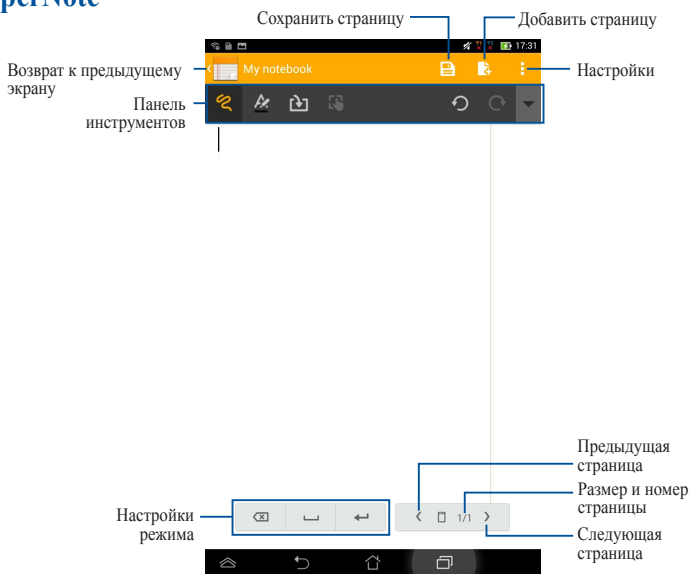 perNote
Сохранить страницу
Добавить страницу
17:31
Возврат к предыдущему
экрану
My notebook
Настройки
Панель
инструментов
Предыдущая
страница
Размер и номер
страницы
Настройки
режима
1/1
Следующая
страница